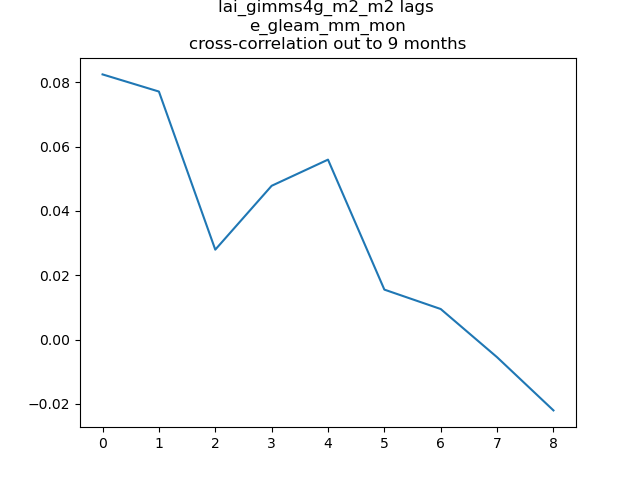 lai_gimms4g_m2_m2 lags
e_gleam_mm_mon
cross-correlation out to 9 months
0.08
0.06
0.04
0.02
0.00
−0.02
0 1 2 3 4 5 6 7 8